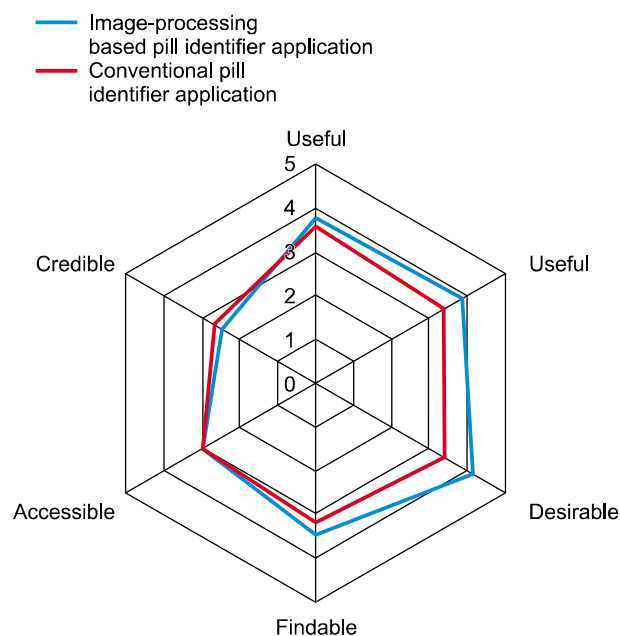 Image-processing
based pill identifier application
Conventional pill
identifier application
Useful
5
4
Credible
Useful
3
2
1
0
Accessible
Desirable
Findable